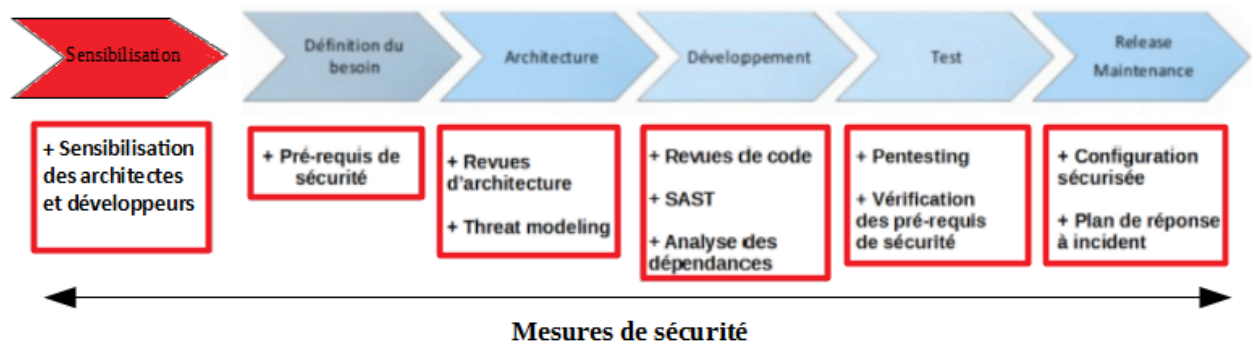 Sensibilisation
Définition du
besoin
Architecture
Développement
Test
Release
Maintenance
+ Sensibilisation
des architectes
et développeurs
+ Pré-requis de
sécurité
+ Revues
d'architecture
+ Threat modeling
+ Revues de code
+ SAST
+ Analyse des
dépendances
+ Pentesting
+ Vérification
des pré-requis
de sécurité
+ Configuration
sécurisée
+ Plan de réponse
à incident
Mesures de sécurité